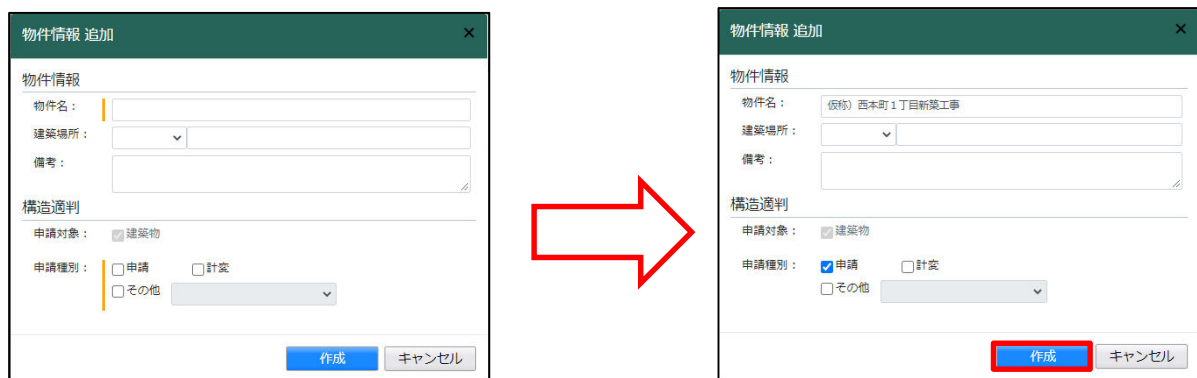 物件情報 追加 ×
物件情報
物件名：
建築場所：
備考：
構造適判
申請対象： 建築物
申請種別： 申請 計変
その他
作成 キャンセル
物件情報 追加 ×
物件情報
物件名： 仮称）西本町１丁目新築工事
建築場所：
備考：
構造適判
申請対象： 建築物
申請種別： 申請 計変
その他
作成 キャンセル